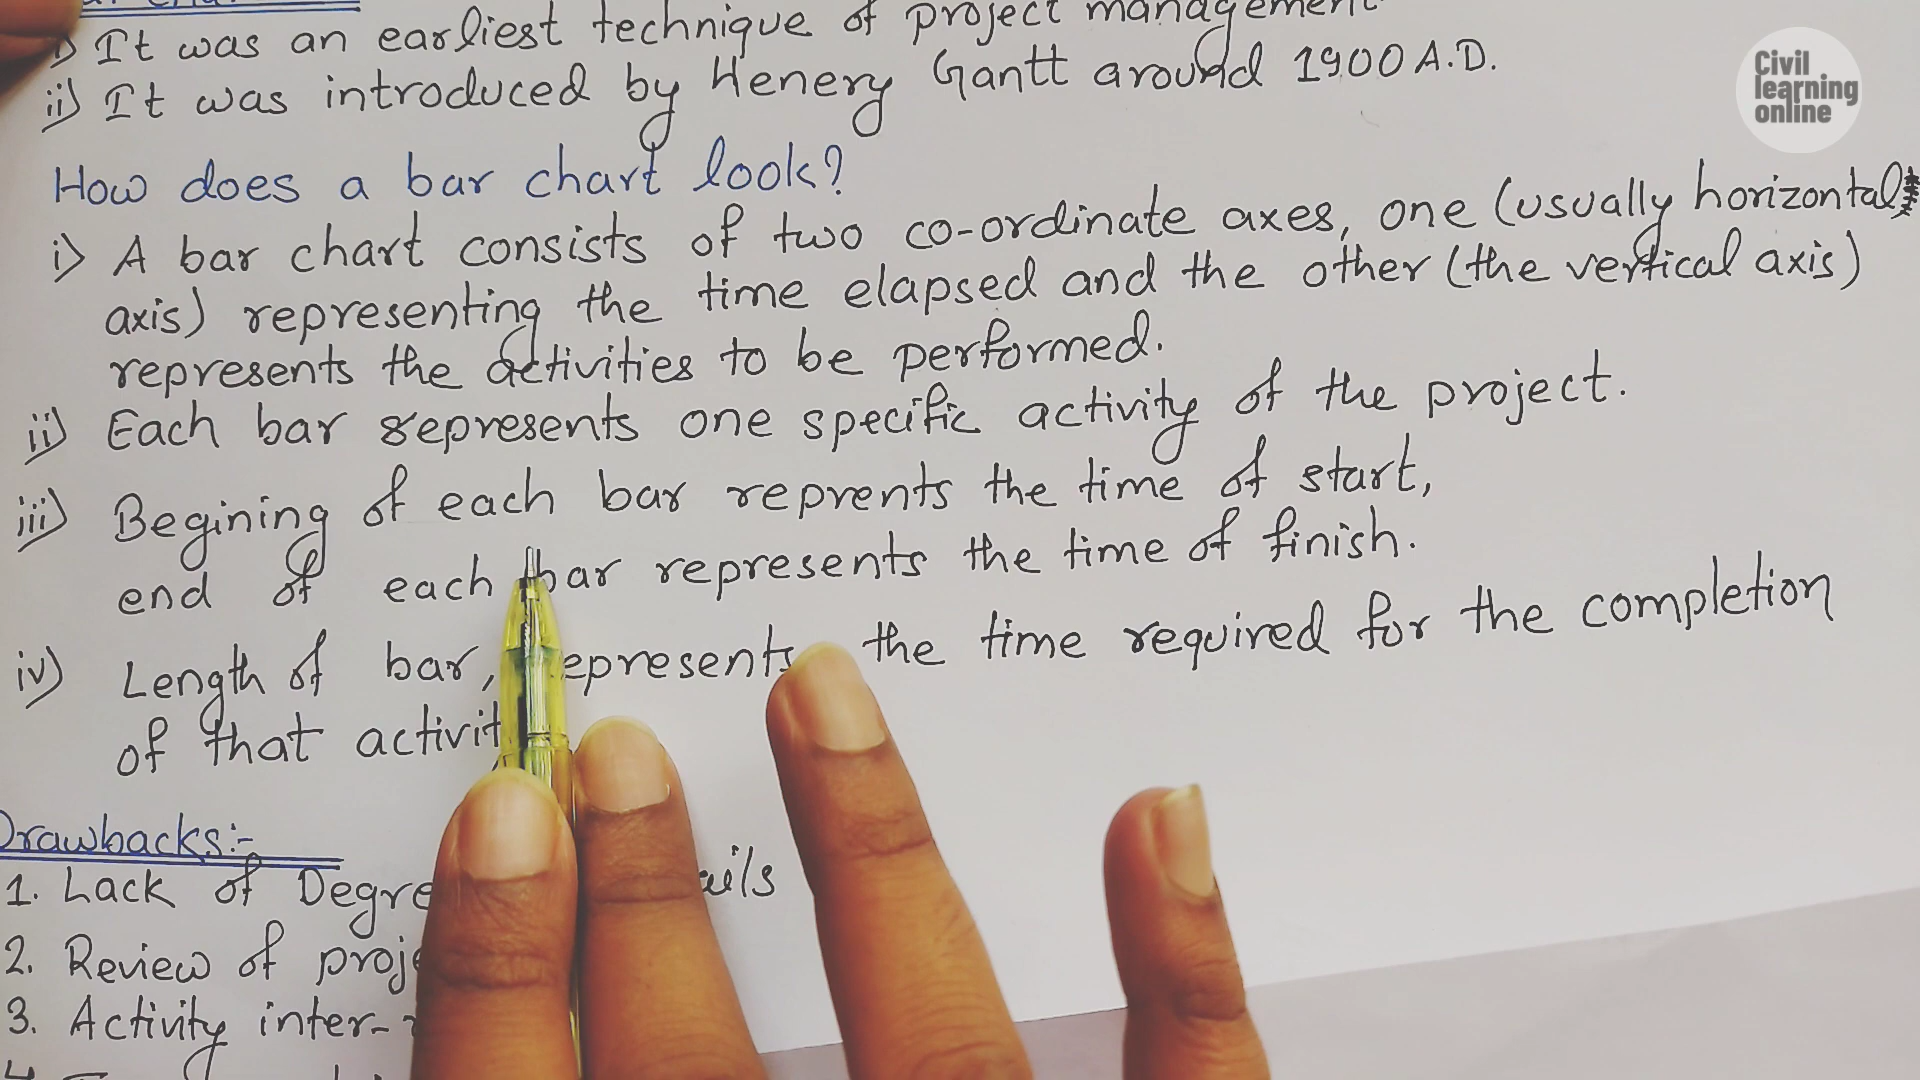 i) It was an earliest technique of project management
ii) It was introduced by Henery Gantt around 1900 A.D.
How does a bar chart look?
i) A bar chart consists of two co-ordinate axes, one (usually horizontal
axis) representing the time elapsed and the other (the vertical axis)
represents the activities to be performed.
ii) Each bar represents one specific activity of the project.
iii) Begining of each bar reprents the time of start,
end of each bar represents the time of finish.
iv) Length of bar, represents the time required for the completion
of that activit
Drawbacks:-
1. Lack of Degre ails
2. Review of proje
3. Activity inter-
4.
Civil
learning
online